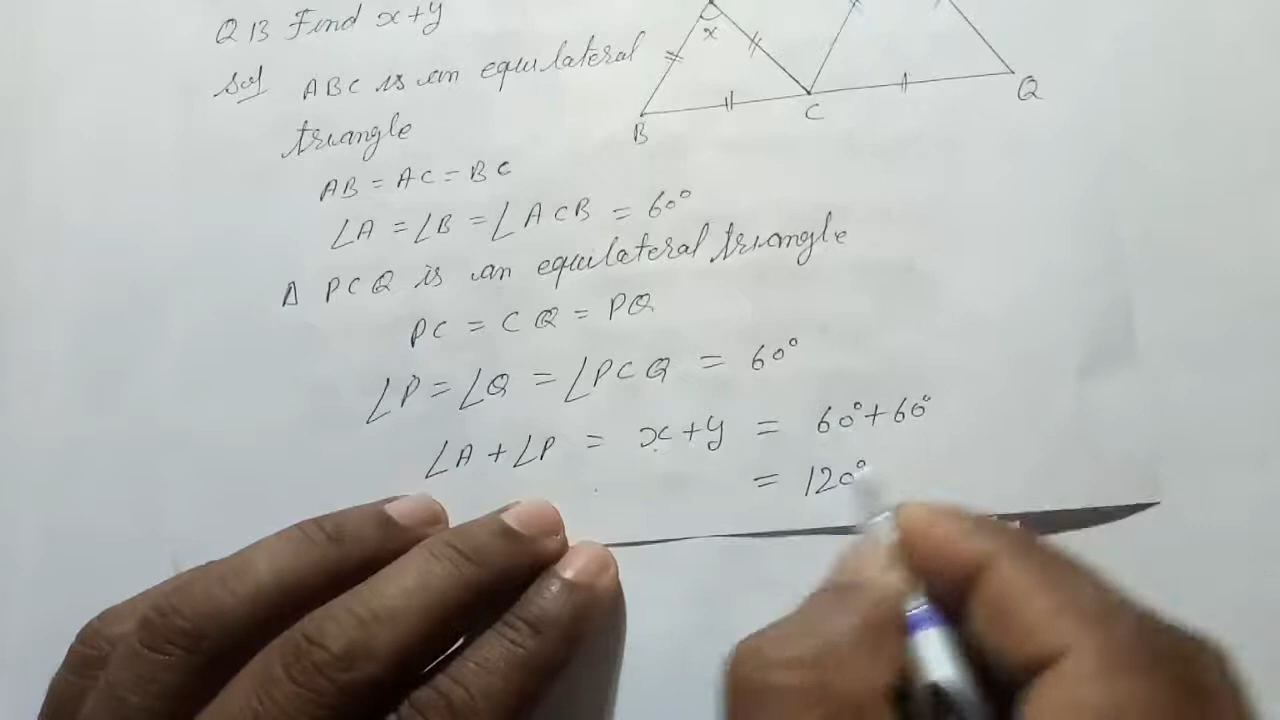 Q 13 Find x+y
Sol ABC is an equilateral
triangle
AB = AC = BC
∠A = ∠B = ∠ACB = 60°
Δ PCQ is an equilateral triangle
PC = CQ = PQ
∠P = ∠Q = ∠PCQ = 60°
∠A + ∠P = x+y = 60°+60°
= 120°
x
B
C
Q